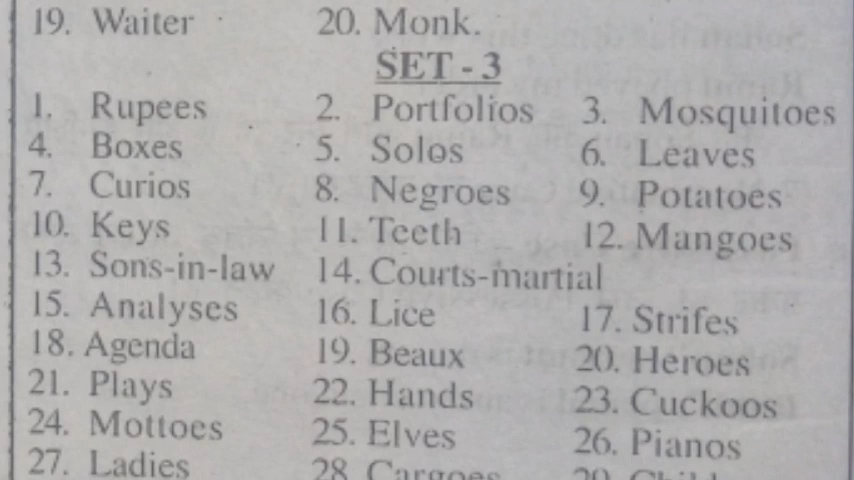 19. Waiter 20. Monk.
SET - 3
1. Rupees 2. Portfolios 3. Mosquitoes
4. Boxes 5. Solos 6. Leaves
7. Curios 8. Negroes 9. Potatoes
10. Keys 11. Teeth 12. Mangoes
13. Sons-in-law 14. Courts-martial
15. Analyses 16. Lice 17. Strifes
18. Agenda 19. Beaux 20. Heroes
21. Plays 22. Hands 23. Cuckoos
24. Mottoes 25. Elves 26. Pianos
27. Ladies 28. Cargoes 29.